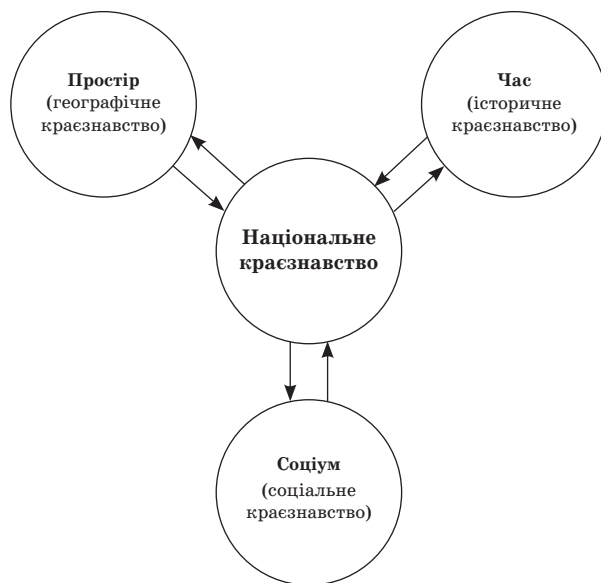 Простір
(географічне
краєзнавство)
Час
(історичне
краєзнавство)
Національне
краєзнавство
Соціум
(соціальне
краєзнавство)